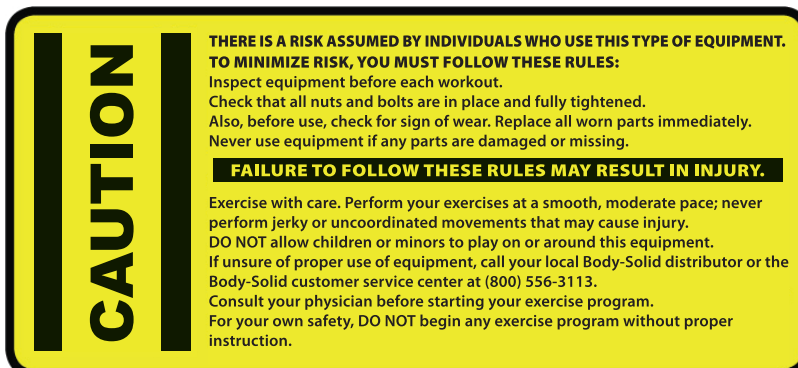 CAUTION
THERE IS A RISK ASSUMED BY INDIVIDUALS WHO USE THIS TYPE OF EQUIPMENT.
TO MINIMIZE RISK, YOU MUST FOLLOW THESE RULES:
Inspect equipment before each workout.
Check that all nuts and bolts are in place and fully tightened.
Also, before use, check for sign of wear. Replace all worn parts immediately.
Never use equipment if any parts are damaged or missing.
FAILURE TO FOLLOW THESE RULES MAY RESULT IN INJURY.
Exercise with care. Perform your exercises at a smooth, moderate pace; never
perform jerky or uncoordinated movements that may cause injury.
DO NOT allow children or minors to play on or around this equipment.
If unsure of proper use of equipment, call your local Body-Solid distributor or the
Body-Solid customer service center at (800) 556-3113.
Consult your physician before starting your exercise program.
For your own safety, DO NOT begin any exercise program without proper
instruction.